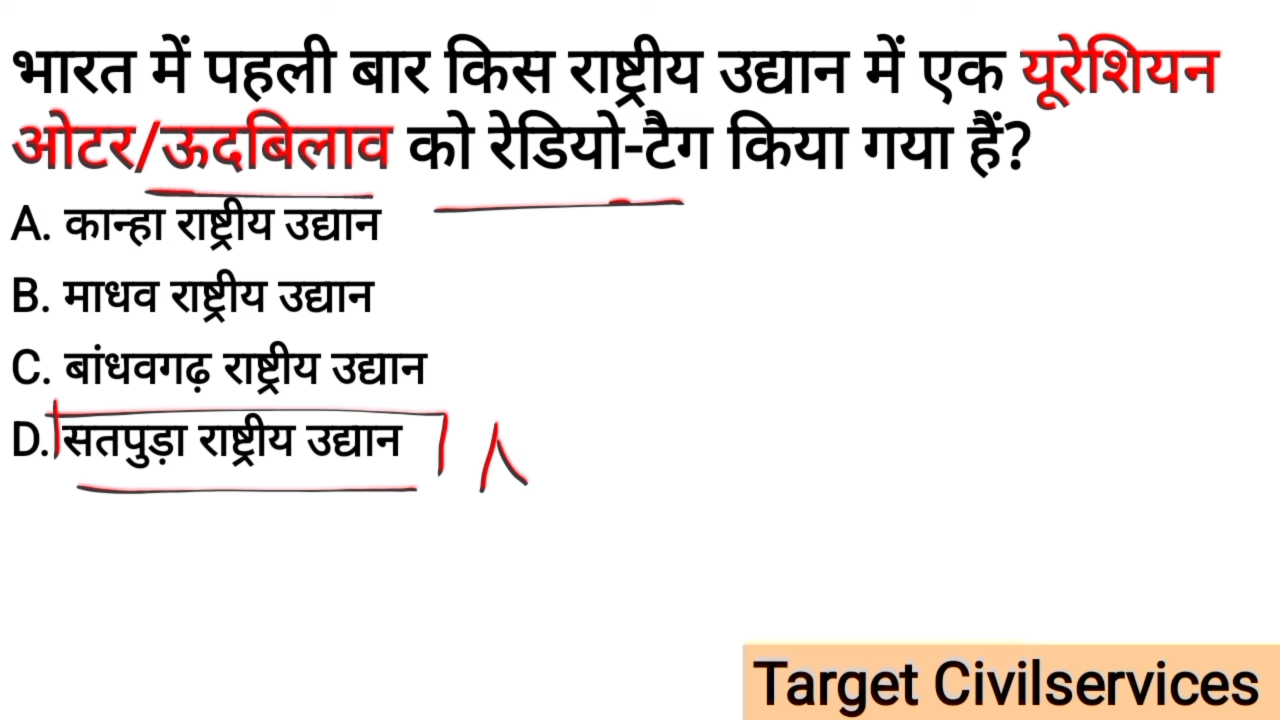 भारत में पहली बार किस राष्ट्रीय उद्यान में एक यूरेशियन
ओटर/ऊदबिलाव को रेडियो-टैग किया गया हैं?
A. कान्हा राष्ट्रीय उद्यान
B. माधव राष्ट्रीय उद्यान
C. बांधवगढ़ राष्ट्रीय उद्यान
D. सतपुड़ा राष्ट्रीय उद्यान
Target Civilservices